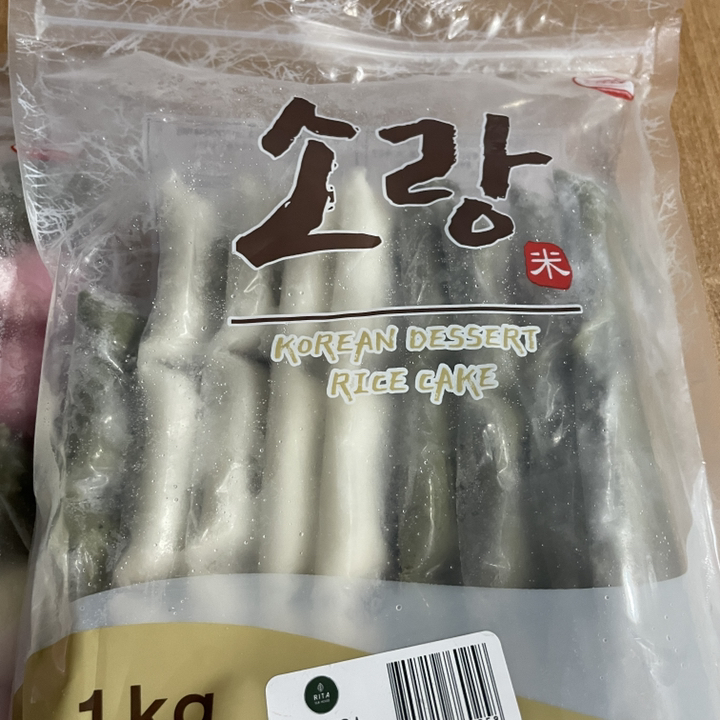 소랑
米
KOREAN DESSERT
RICE CAKE
1kg
RITA